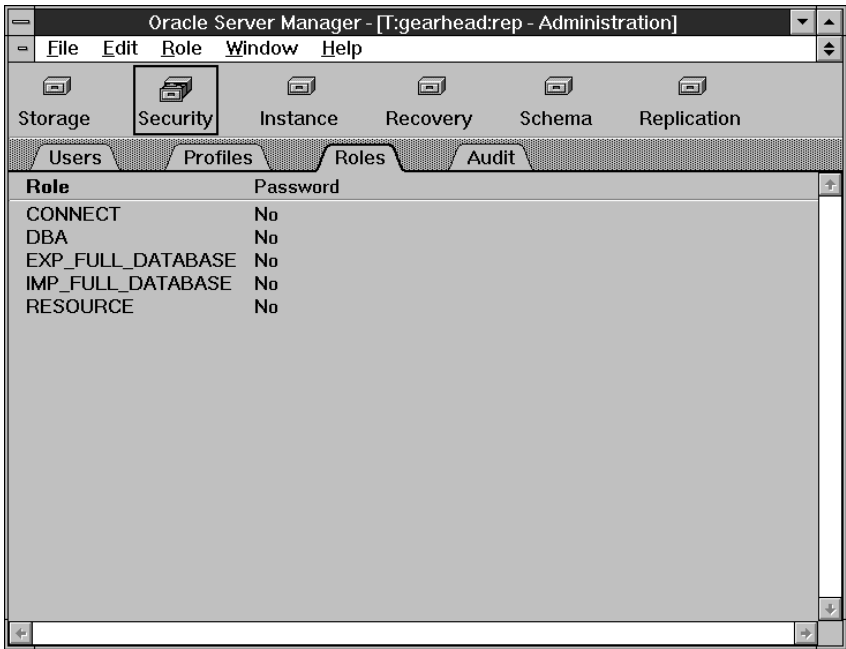 Oracle Server Manager - [T:gearhead:rep - Administration]
File Edit Role Window Help
Storage Security Instance Recovery Schema Replication
Users Profiles Roles Audit
Role Password
CONNECT No
DBA No
EXP_FULL_DATABASE No
IMP_FULL_DATABASE No
RESOURCE No